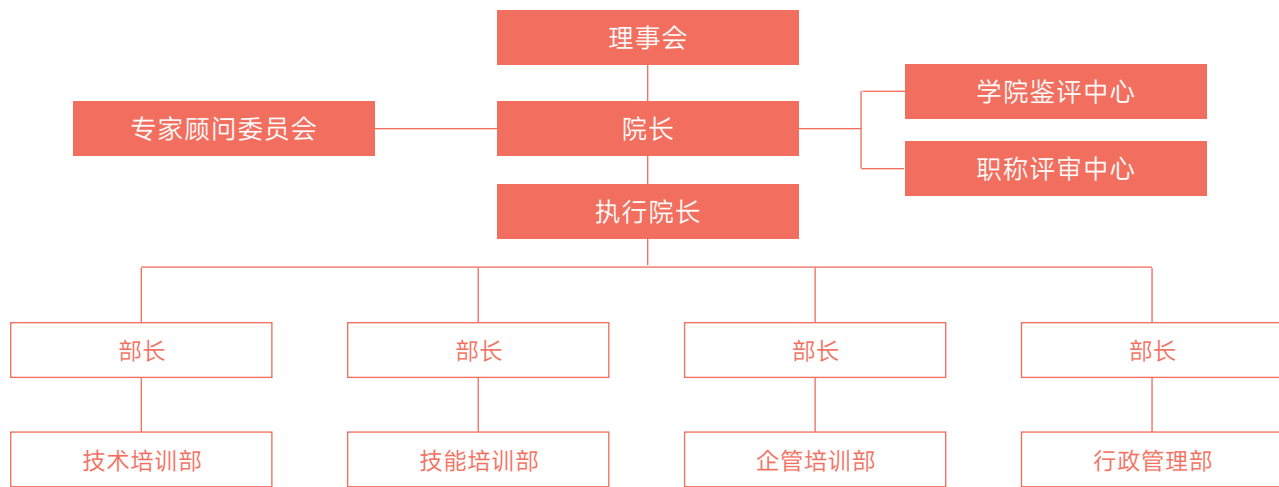 理事会
学院鉴评中心
专家顾问委员会
院长
职称评审中心
执行院长
部长
部长
部长
部长
技术培训部
技能培训部
企管培训部
行政管理部